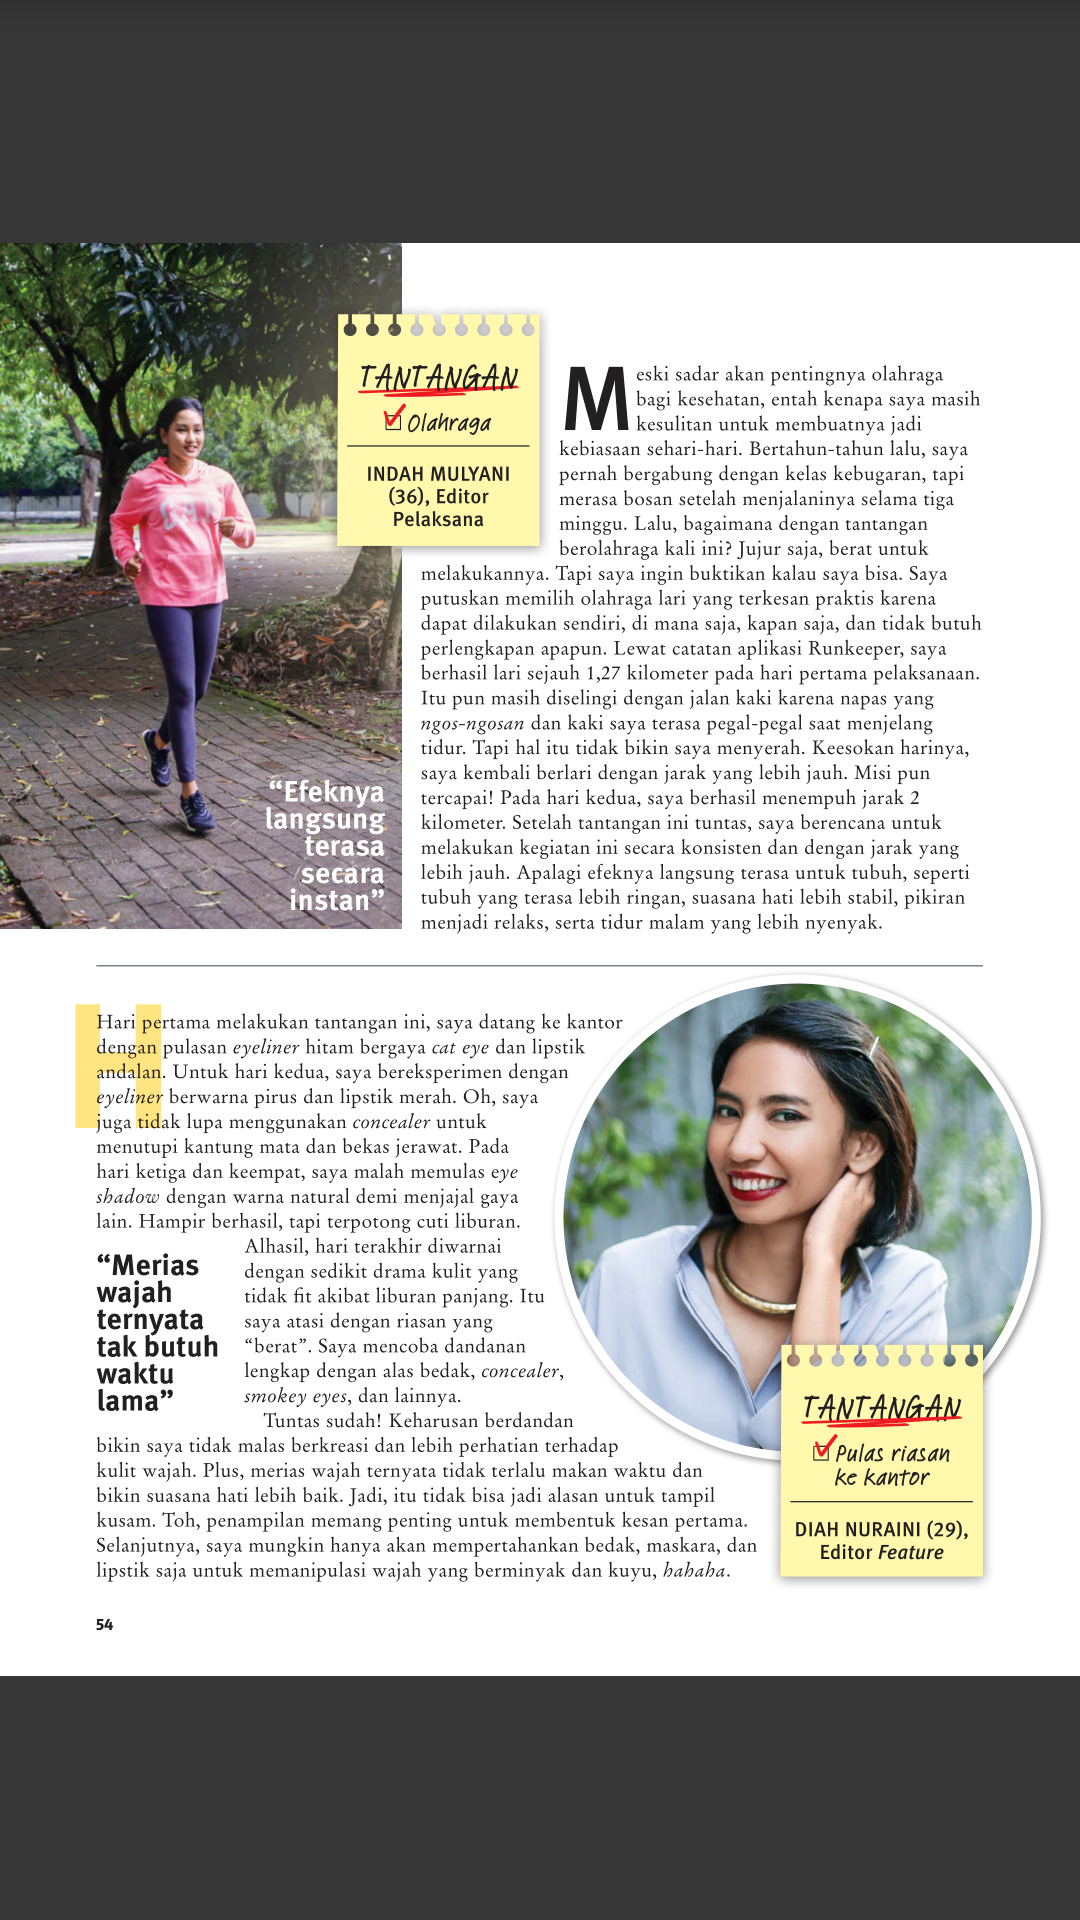 TANTANGAN
Olahraga
INDAH MULYANI
(36), Editor
Pelaksana
Meski sadar akan pentingnya olahraga
bagi kesehatan, entah kenapa saya masih
kesulitan untuk membuatnya jadi
kebiasaan sehari-hari. Bertahun-tahun lalu, saya
pernah bergabung dengan kelas kebugaran, tapi
merasa bosan setelah menjalaninya selama tiga
minggu. Lalu, bagaimana dengan tantangan
berolahraga kali ini? Jujur saja, berat untuk
melakukannya. Tapi saya ingin buktikan kalau saya bisa. Saya
putuskan memilih olahraga lari yang terkesan praktis karena
dapat dilakukan sendiri, di mana saja, kapan saja, dan tidak butuh
perlengkapan apapun. Lewat catatan aplikasi Runkeeper, saya
berhasil lari sejauh 1,27 kilometer pada hari pertama pelaksanaan.
Itu pun masih diselingi dengan jalan kaki karena napas yang
ngos-ngosan dan kaki saya terasa pegal-pegal saat menjelang
tidur. Tapi hal itu tidak bikin saya menyerah. Keesokan harinya,
saya kembali berlari dengan jarak yang lebih jauh. Misi pun
tercapai! Pada hari kedua, saya berhasil menempuh jarak 2
kilometer. Setelah tantangan ini tuntas, saya berencana untuk
melakukan kegiatan ini secara konsisten dan dengan jarak yang
lebih jauh. Apalagi efeknya langsung terasa untuk tubuh, seperti
tubuh yang terasa lebih ringan, suasana hati lebih stabil, pikiran
menjadi relaks, serta tidur malam yang lebih nyenyak.
“Efeknya
langsung
terasa
secara
instan”
H
Hari pertama melakukan tantangan ini, saya datang ke kantor
dengan pulasan eyeliner hitam bergaya cat eye dan lipstik
andalan. Untuk hari kedua, saya bereksperimen dengan
eyeliner berwarna pirus dan lipstik merah. Oh, saya
juga tidak lupa menggunakan concealer untuk
menutupi kantung mata dan bekas jerawat. Pada
hari ketiga dan keempat, saya malah memulas eye
shadow dengan warna natural demi menjajal gaya
lain. Hampir berhasil, tapi terpotong cuti liburan.
Alhasil, hari terakhir diwarnai
dengan sedikit drama kulit yang
tidak fit akibat liburan panjang. Itu
saya atasi dengan riasan yang
“berat”. Saya mencoba dandanan
lengkap dengan alas bedak, concealer,
smokey eyes, dan lainnya.
“Merias
wajah
ternyata
tak butuh
waktu
lama”
Tuntas sudah! Keharusan berdandan
bikin saya tidak malas berkreasi dan lebih perhatian terhadap
kulit wajah. Plus, merias wajah ternyata tidak terlalu makan waktu dan
bikin suasana hati lebih baik. Jadi, itu tidak bisa jadi alasan untuk tampil
kusam. Toh, penampilan memang penting untuk membentuk kesan pertama.
Selanjutnya, saya mungkin hanya akan mempertahankan bedak, maskara, dan
lipstik saja untuk memanipulasi wajah yang berminyak dan kuyu, hahaha.
TANTANGAN
Pulas riasan
ke kantor
DIAH NURAINI (29),
Editor Feature
54